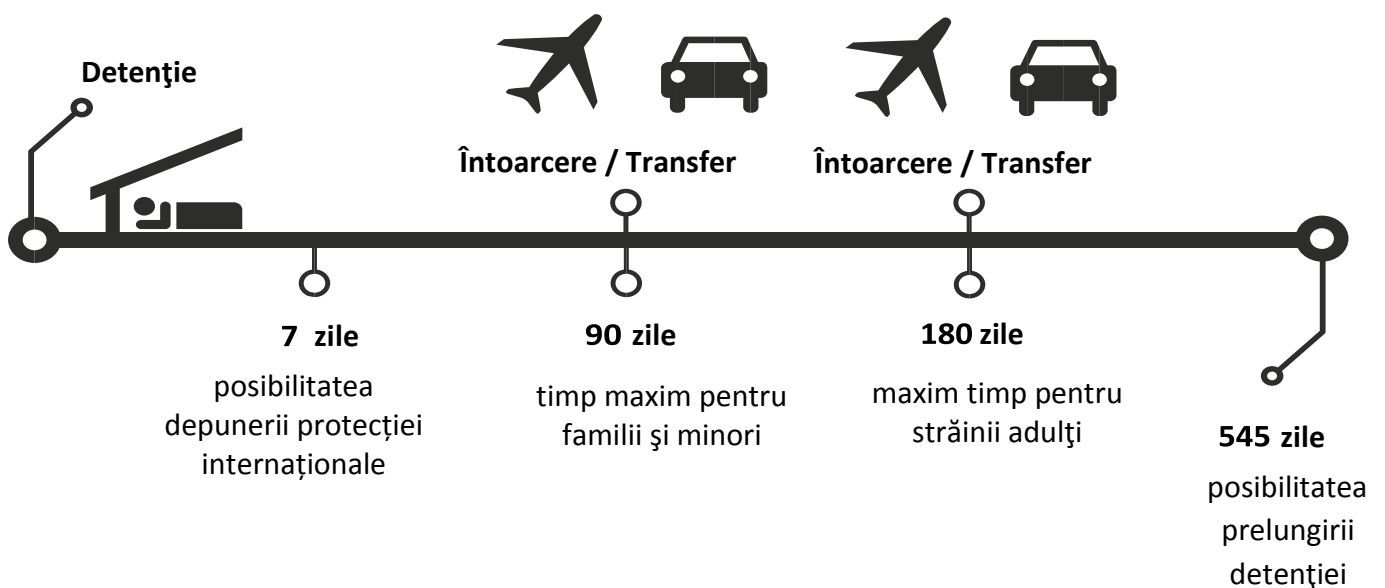 Detenţie
Întoarcere / Transfer
Întoarcere / Transfer
7 zile
posibilitatea
depunerii protecției
internaționale
90 zile
timp maxim pentru
familii şi minori
180 zile
maxim timp pentru
străinii adulţi
545 zile
posibilitatea
prelungirii
detenției